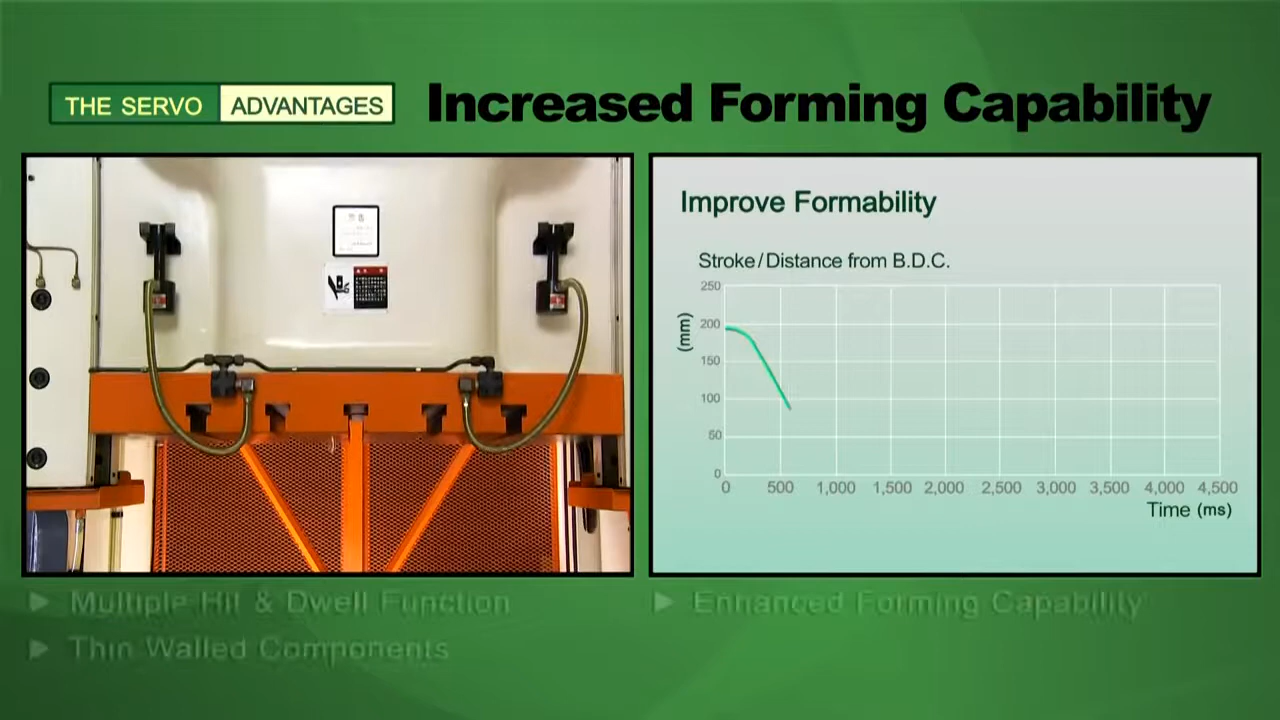 THE SERVO ADVANTAGES
Increased Forming Capability
Improve Formability
Stroke/Distance from B.D.C.
(mm)
250
200
150
100
50
0
0 500 1,000 1,500 2,000 2,500 3,000 3,500 4,000 4,500
Time (ms)
Multiple Hit & Dwell Function
Thin Walled Components
Enhanced Forming Capability